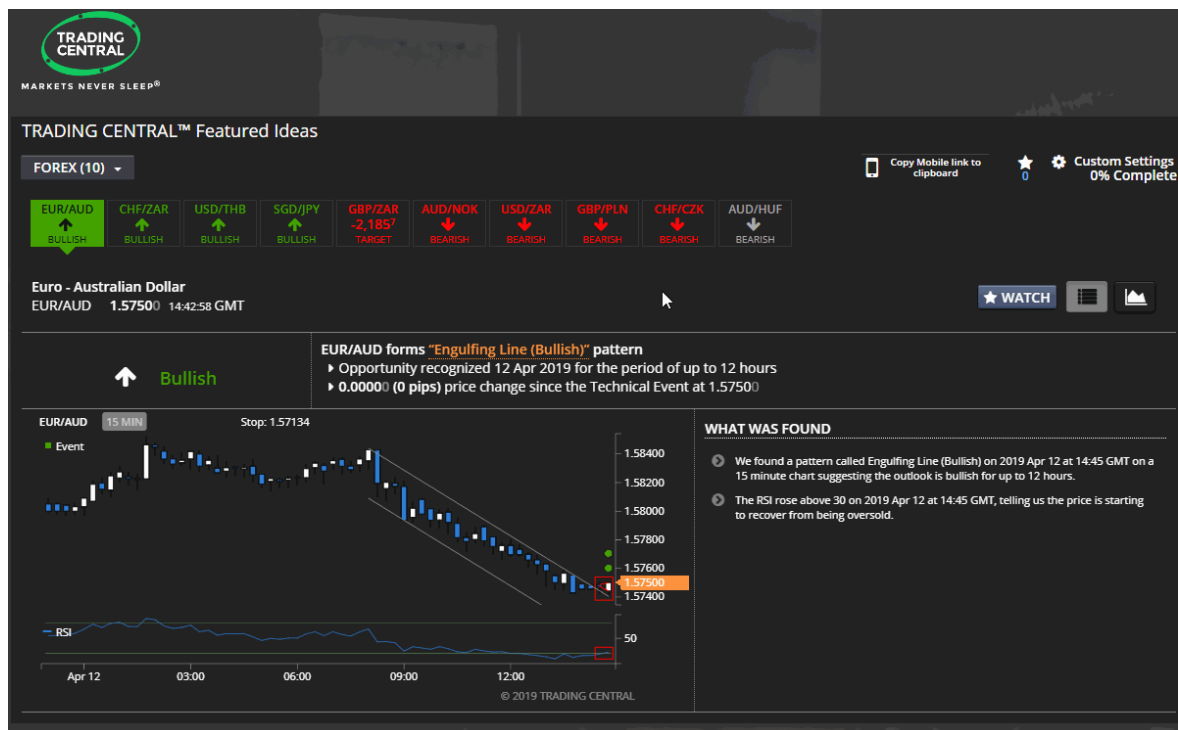 TRADING
CENTRAL
MARKETS NEVER SLEEP®
TRADING CENTRAL™ Featured Ideas
FOREX (10)
Copy Mobile link to
clipboard
0
Custom Settings
0% Complete
EUR/AUD
BULLISH
CHF/ZAR
BULLISH
USD/THB
BULLISH
SGD/JPY
BULLISH
GBP/ZAR
-2,185⁷
TARGET
AUD/NOK
BEARISH
USD/ZAR
BEARISH
GBP/PLN
BEARISH
CHF/CZK
BEARISH
AUD/HUF
BEARISH
Euro - Australian Dollar
EUR/AUD 1.57500 14:42:58 GMT
WATCH
Bullish
EUR/AUD forms “Engulfing Line (Bullish)” pattern
Opportunity recognized 12 Apr 2019 for the period of up to 12 hours
0.00000 (0 pips) price change since the Technical Event at 1.57500
EUR/AUD 15 MIN Stop: 1.57134
Event
1.58400
1.58200
1.58000
1.57800
1.57600
1.57500
1.57400
RSI
50
Apr 12 03:00 06:00 09:00 12:00
© 2019 TRADING CENTRAL
WHAT WAS FOUND
We found a pattern called Engulfing Line (Bullish) on 2019 Apr 12 at 14:45 GMT on a
15 minute chart suggesting the outlook is bullish for up to 12 hours.
The RSI rose above 30 on 2019 Apr 12 at 14:45 GMT, telling us the price is starting
to recover from being oversold.